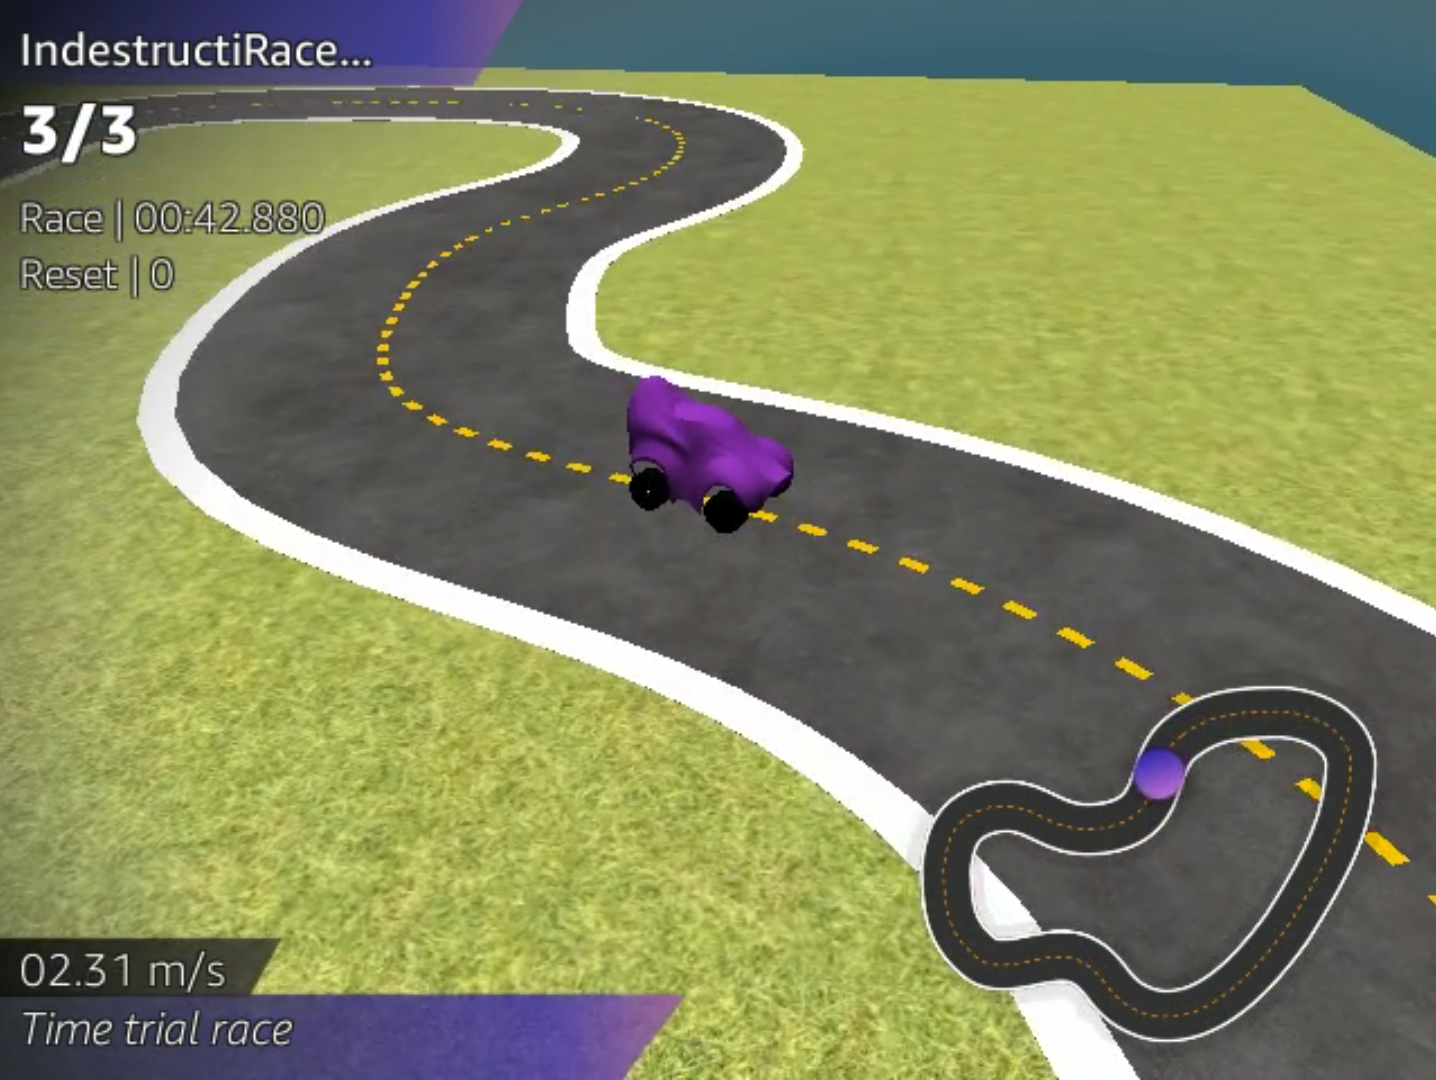 IndestructiRace...
3/3
Race | 00:42.880
Reset | 0
02.31 m/s
Time trial race